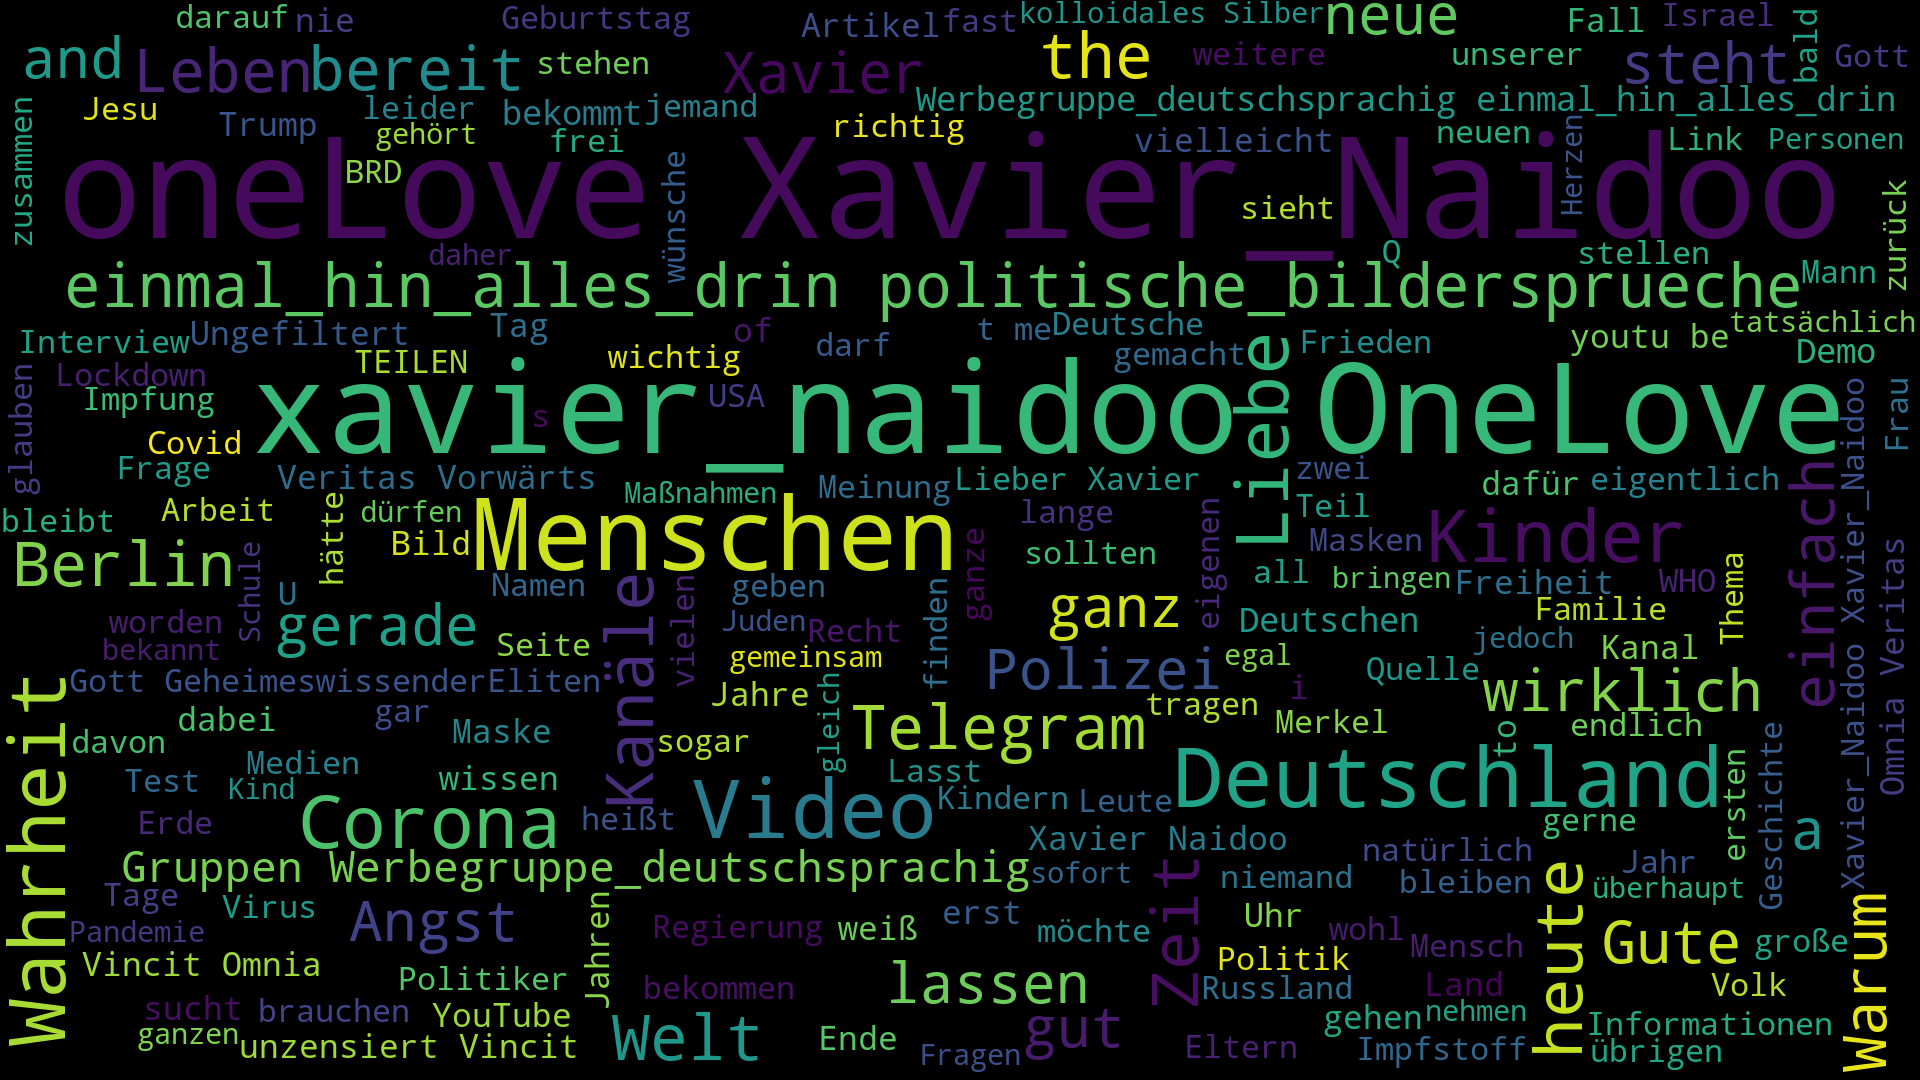 darauf nie Geburtstag Artikel fast kolloidales Silber neue Fall Israel bald
and Leben bereit stehen Xavier the weitere unserer steht Gott
Jesu leider bekommt jemand Werbegruppe_deutschsprachig einmal_hin_alles_drin
zusammen Trump gehört frei richtig vielleicht neuen Herzen Link Personen
BRD
oneLove Xavier_Naidoo
wünsche sieht zurück
daher Q stellen
einmal_hin_alles_drin politische_bildersprueche Mann
Interview Ungefiltert Tag of darf t me Deutsche Liebe Frieden youtu be tatsächlich
Lockdown TEILEN wichtig gemacht Demo
glauben Impfung USA s Xavier_Naidoo Xavier_Naidoo Frau
Covid xavier_naidoo OneLove
Frage Veritas Vorwärts Maßnahmen Meinung Lieber Xavier zwei dafür eigentlich
bleibt Arbeit hätte dürfen Menschen lange eigenen Teil einfach
Berlin Schule Bild ganze sollten Masken Kinder
U Namen Kanäle vielen geben finden ganz all bringen Freiheit WHO Thema Omnia Veritas
worden gerade Juden Recht Deutschen Familie
bekannt Seite gemeinsam Polizei egal jedoch Kanal
Wahrheit Gott GeheimeswissenderEliten Jahre gleich i Quelle wirklich
davon dabei gar Maske sogar Telegram tragen Merkel to endlich
Test Medien wissen Lasst Deutschland ersten Geschichte
Kind Video Kindern Leute
Erde Corona heißt Xavier Naidoo gerne a
Gruppen Werbegruppe_deutschsprachig sofort Zeit natürlich Jahr
Tage Virus Jahren erst niemand bleiben heute überhaupt
Pandemie Angst Regierung weiß möchte Uhr wohl Mensch Gute große Warum
Vincit Omnia Politiker Politik
sucht brauchen YouTube bekommen lassen Russland Land Volk
ganzen unzensiert Vincit Welt Ende gut gehen nehmen Informationen
Fragen Eltern Impfstoff übrigen